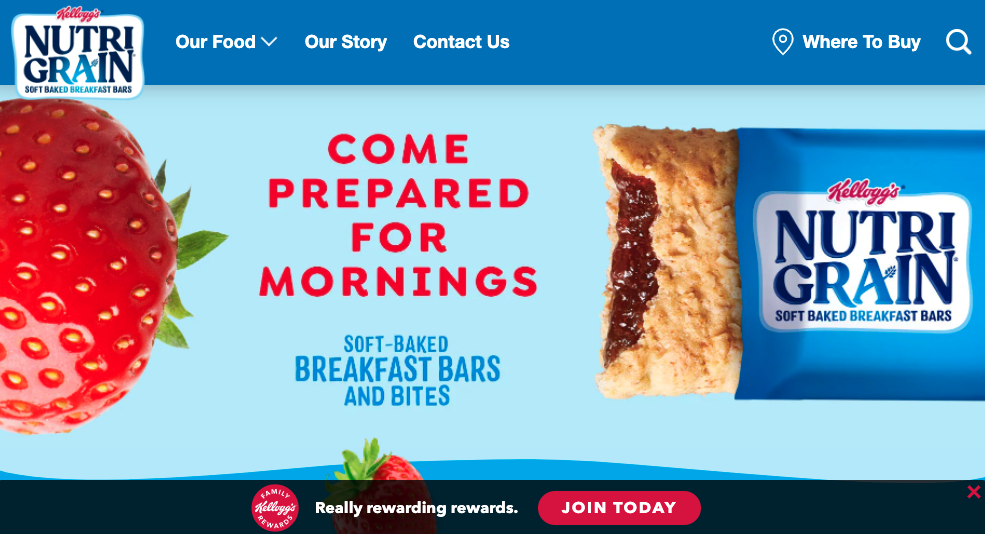 Kellogg's
NUTRI
GRAIN
SOFT BAKED BREAKFAST BARS
Our Food
Our Story
Contact Us
Where To Buy
COME
PREPARED
FOR
MORNINGS
SOFT-BAKED
BREAKFAST BARS
AND BITES
Kellogg's
NUTRI
GRAIN
SOFT BAKED BREAKFAST BARS
FAMILY
Kellogg's
REWARDS
Really rewarding rewards.
JOIN TODAY